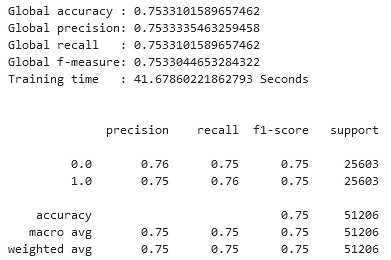 Global accuracy : 0.7533101589657462
Global precision: 0.7533335463259458
Global recall   : 0.7533101589657462
Global f-measure: 0.7533044653284322
Training time   : 41.67860221862793 Seconds
precision recall f1-score support
0.0 0.76 0.75 0.75 25603
1.0 0.75 0.76 0.75 25603
accuracy 0.75 51206
macro avg 0.75 0.75 0.75 51206
weighted avg 0.75 0.75 0.75 51206